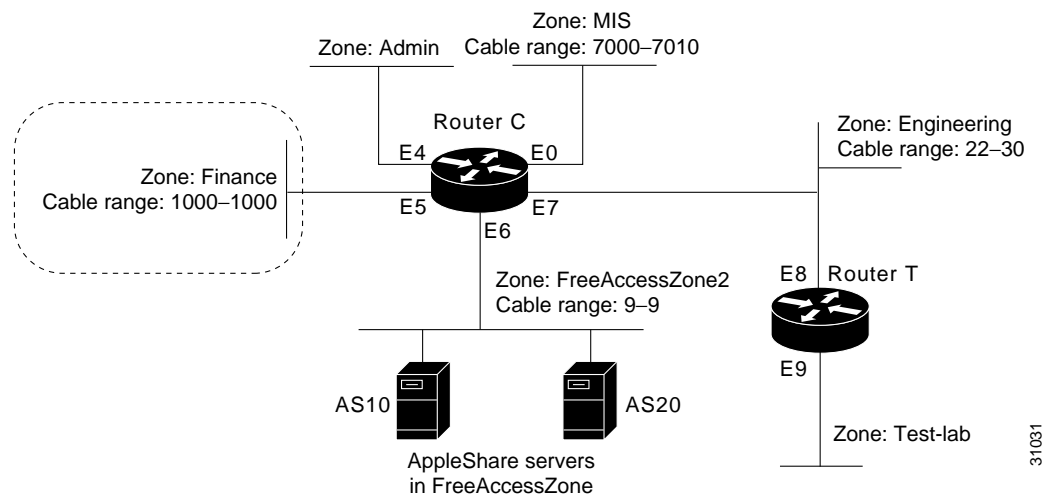 Zone: MIS
Cable range: 7000–7010
Zone: Admin
Router C
E4
E0
Zone: Engineering
Cable range: 22–30
Zone: Finance
Cable range: 1000–1000
E5
E7
E6
Zone: FreeAccessZone2
Cable range: 9–9
E8
Router T
E9
AS10
AS20
Zone: Test-lab
AppleShare servers
in FreeAccessZone
31031